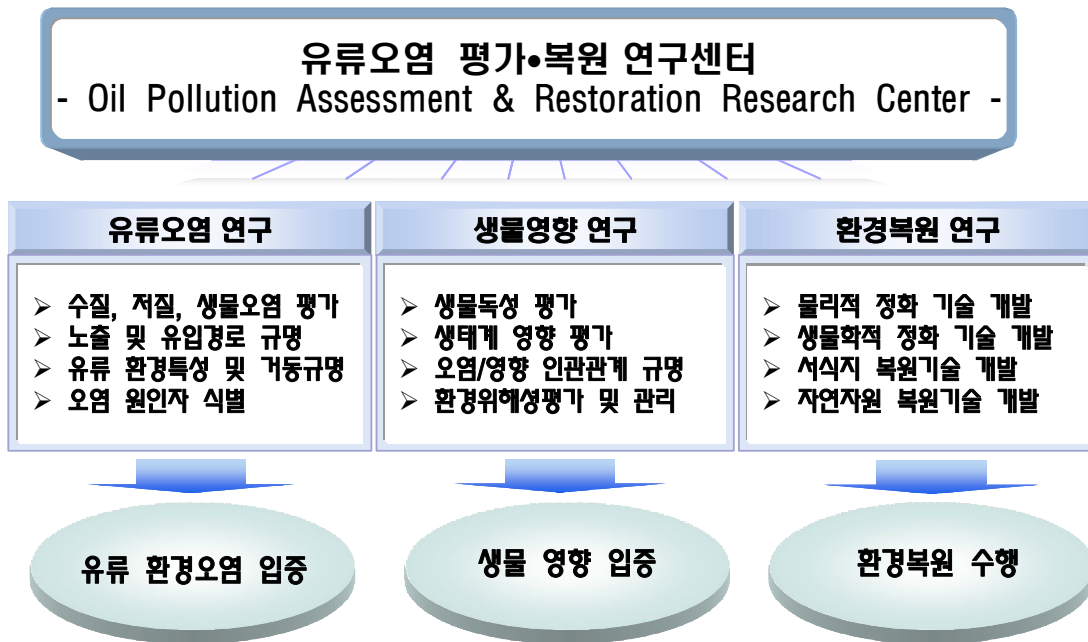 유류오염 평가•복원 연구센터
- Oil Pollution Assessment & Restoration Research Center -
유류오염 연구
➢ 수질, 저질, 생물오염 평가
➢ 노출 및 유입경로 규명
➢ 유류 환경특성 및 거동규명
➢ 오염 원인자 식별
유류 환경오염 입증
생물영향 연구
➢ 생물독성 평가
➢ 생태계 영향 평가
➢ 오염/영향 인관관계 규명
➢ 환경위해성평가 및 관리
생물 영향 입증
환경복원 연구
➢ 물리적 정화 기술 개발
➢ 생물학적 정화 기술 개발
➢ 서식지 복원기술 개발
➢ 자연자원 복원기술 개발
환경복원 수행